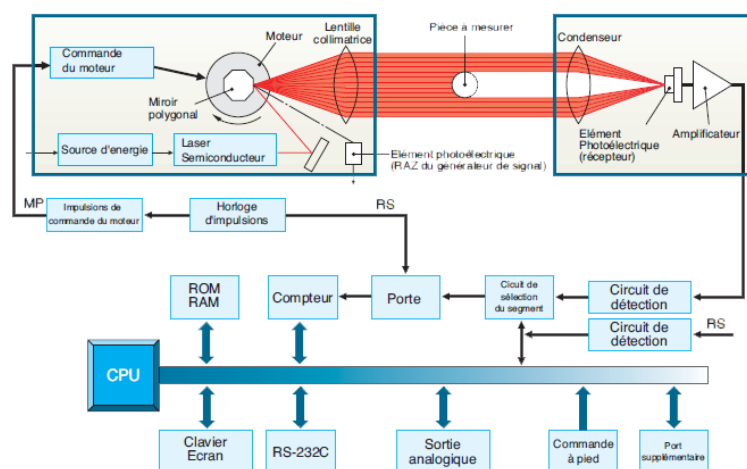 Commande
du moteur
Moteur
Miroir
polygonal
Lentille
collimatrice
Pièce à
mesurer
Condenseur
Source d'energie
Laser
Semiconducteur
Elément photoélectrique
(RAZ du générateur de signal)
Elément
Photoélectrique
(récepteur)
Amplificateur
MP
Impulsions de
commande du moteur
Horloge
d'impulsions
RS
ROM
RAM
Compteur
Porte
Cicuit de
sélection
du segment
Circuit de
détection
Circuit de
détection
RS
CPU
Clavier
Ecran
RS-232C
Sortie
analogique
Commande
à pied
Port
supplémentaire